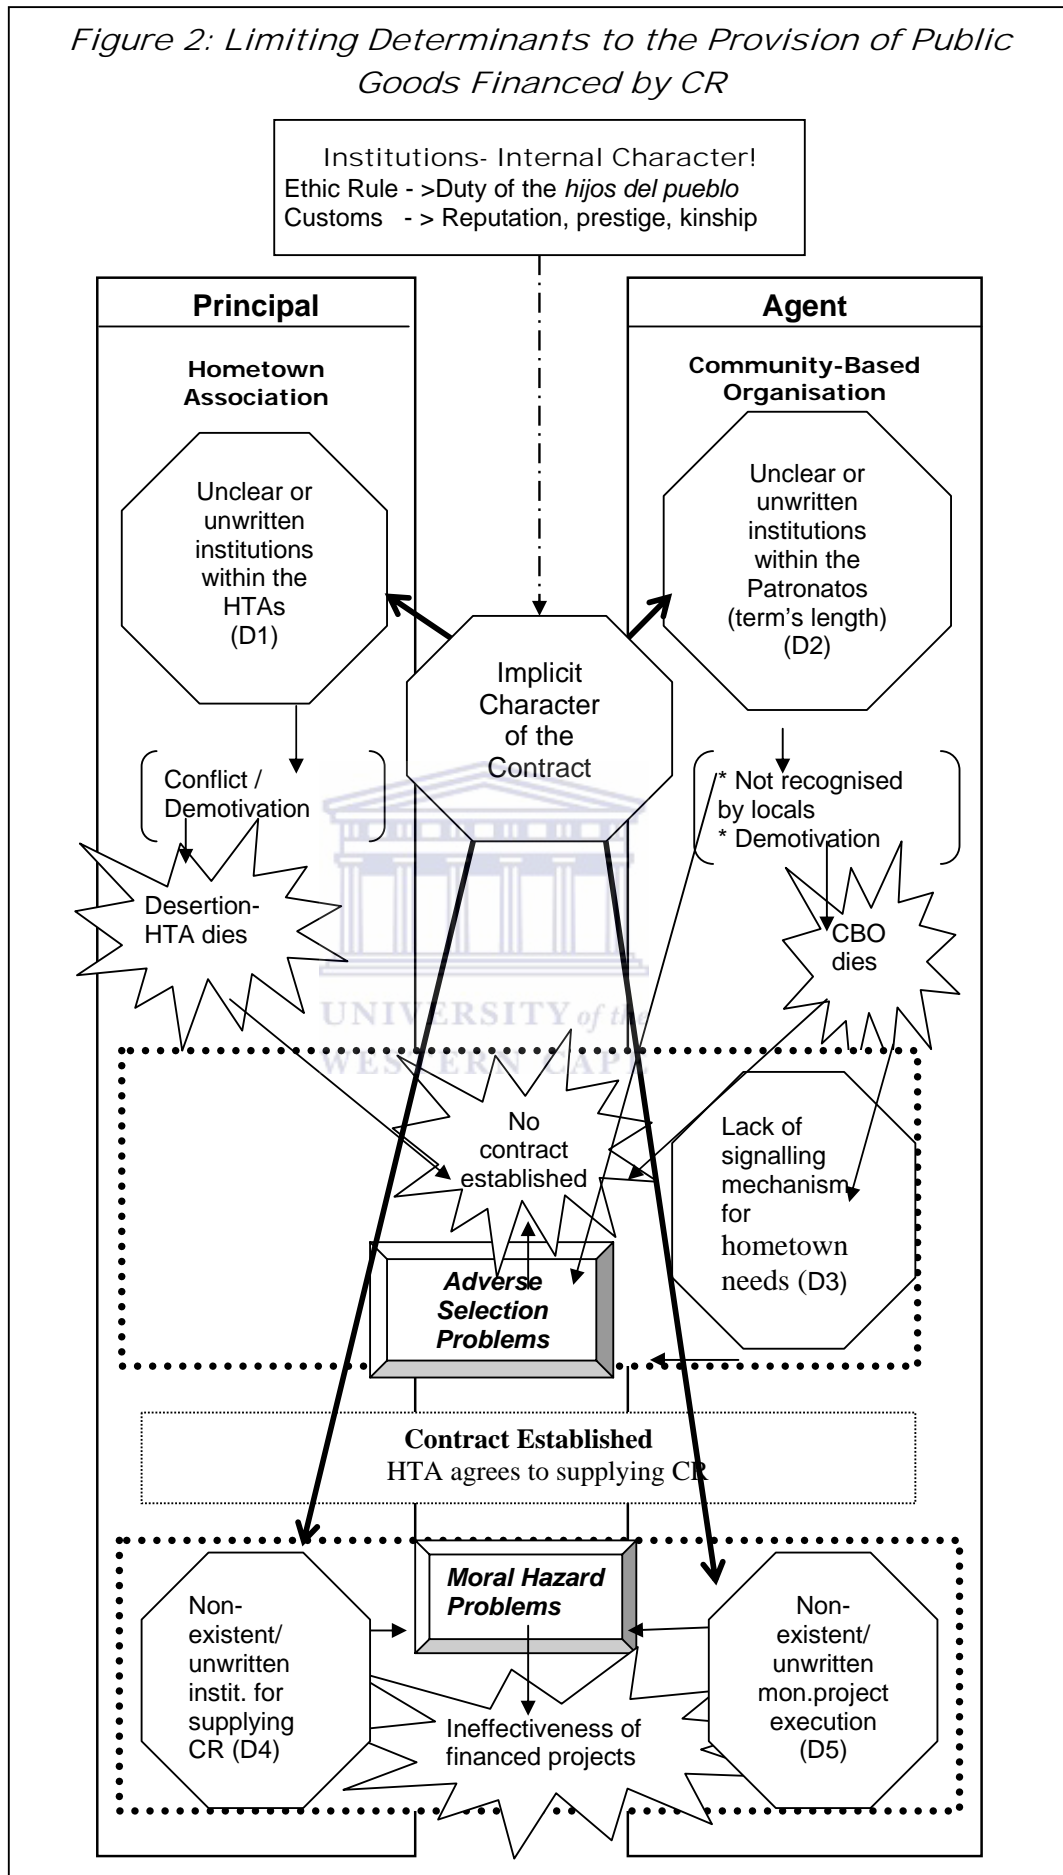 Figure 2: Limiting Determinants to the Provision of Public
Goods Financed by CR
Institutions- Internal Character!
Ethic Rule - >Duty of the hijos del pueblo
Customs - > Reputation, prestige, kinship
Principal
Agent
Hometown
Association
Community-Based
Organisation
Unclear or
unwritten
institutions
within the
HTAs
(D1)
Unclear or
unwritten
institutions
within the
Patronatos
(term's length)
(D2)
Implicit
Character
of the
Contract
Conflict /
Demotivation
* Not recognised
by locals
* Demotivation
Desertion-
HTA dies
CBO
dies
UNIVERSITY of the
WESTERN CAPE
No
contract
established
Lack of
signalling
mechanism
for
hometown
needs (D3)
Adverse
Selection
Problems
Contract Established
HTA agrees to supplying CR
Moral Hazard
Problems
Non-
existent/
unwritten
instit. for
supplying
CR (D4)
Ineffectiveness of
financed projects
Non-
existent/
unwritten
mon.project
execution
(D5)